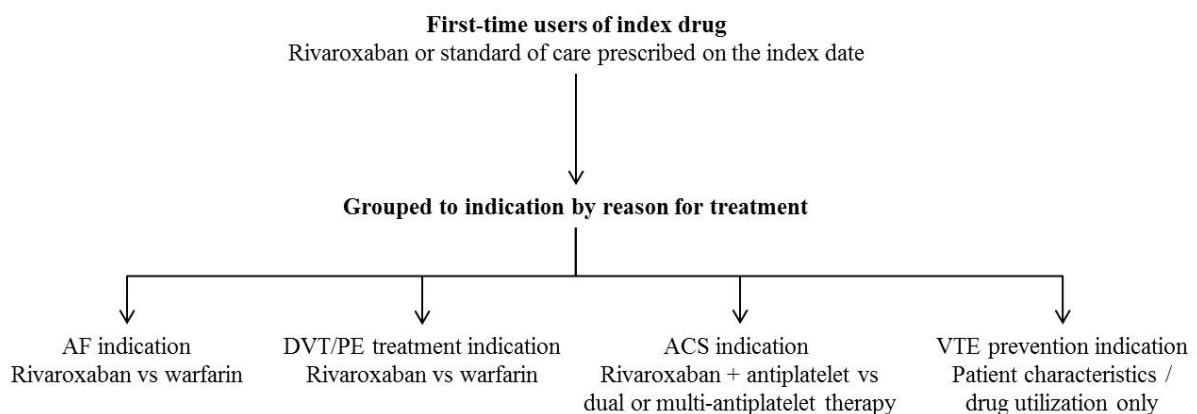 First-time users of index drug
Rivaroxaban or standard of care prescribed on the index date
Grouped to indication by reason for treatment
AF indication
Rivaroxaban vs warfarin
DVT/PE treatment indication
Rivaroxaban vs warfarin
ACS indication
Rivaroxaban + antiplatelet vs
dual or multi-antiplatelet therapy
VTE prevention indication
Patient characteristics /
drug utilization only